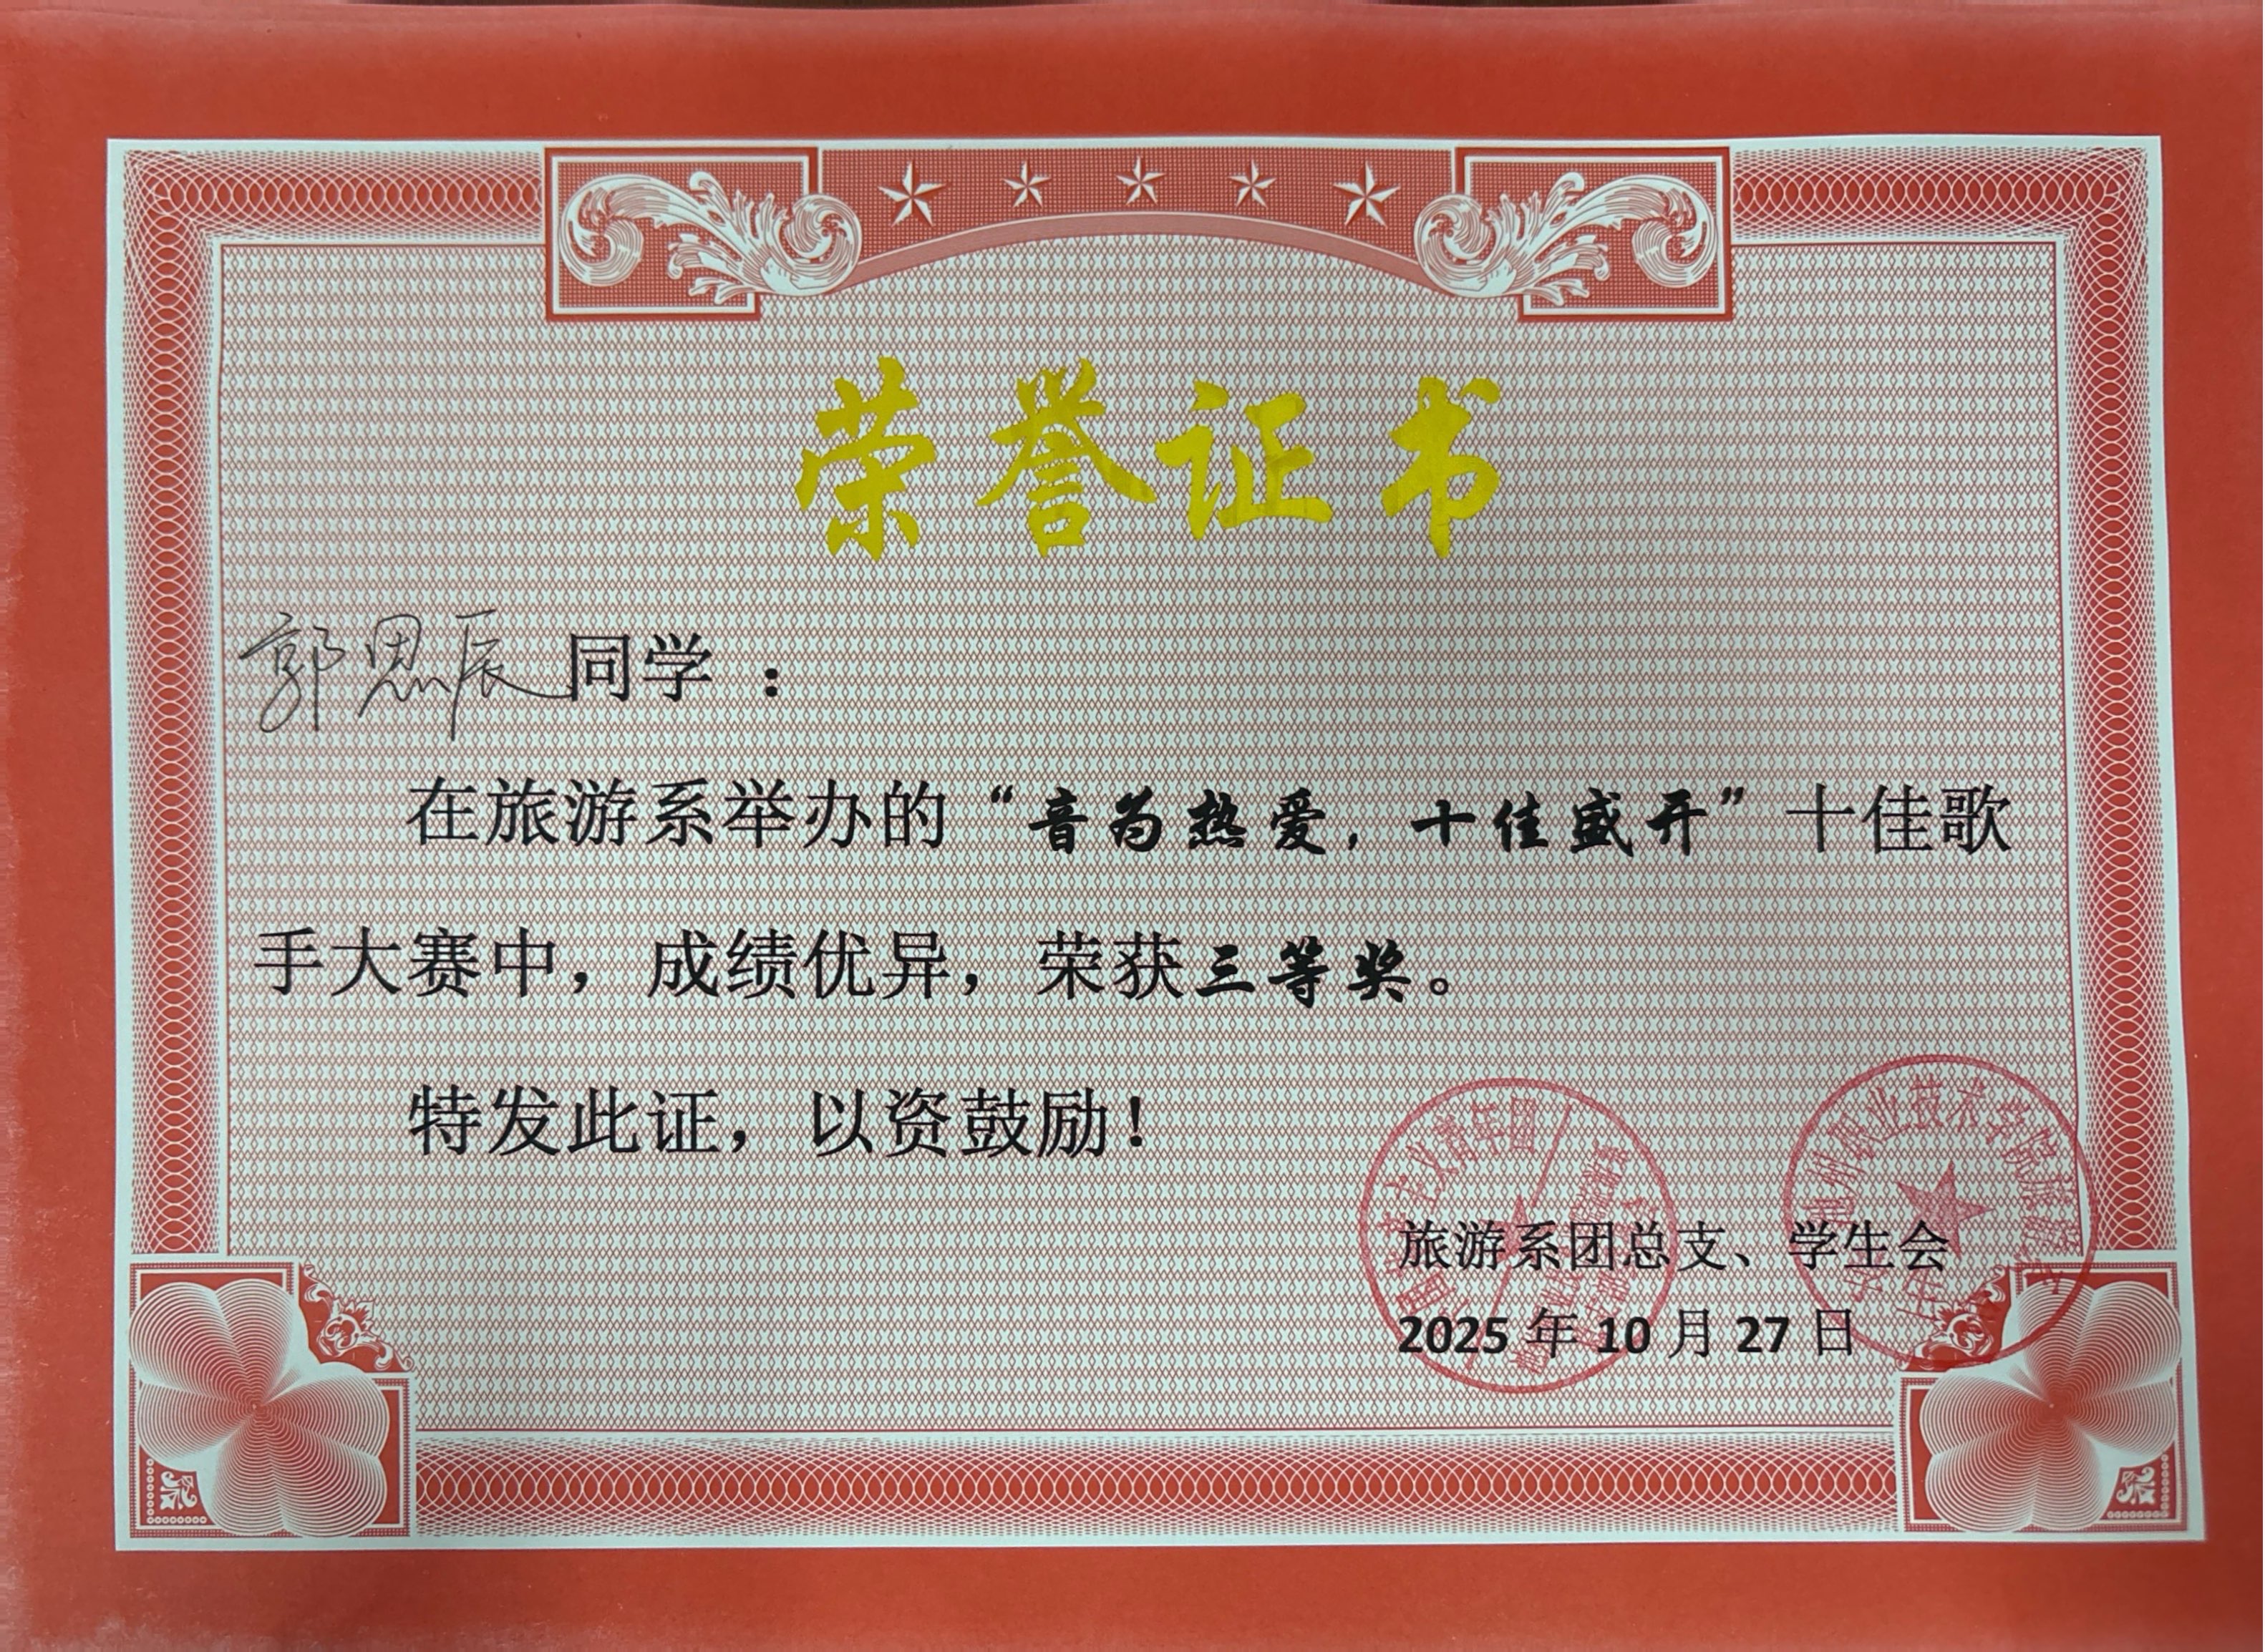 荣誉证书
郭思辰同学：
在旅游系举办的“音为热爱，十佳盛开”十佳歌
手大赛中，成绩优异，荣获三等奖。
特发此证，以资鼓励！
旅游系团总支、学生会
2025年10月27日